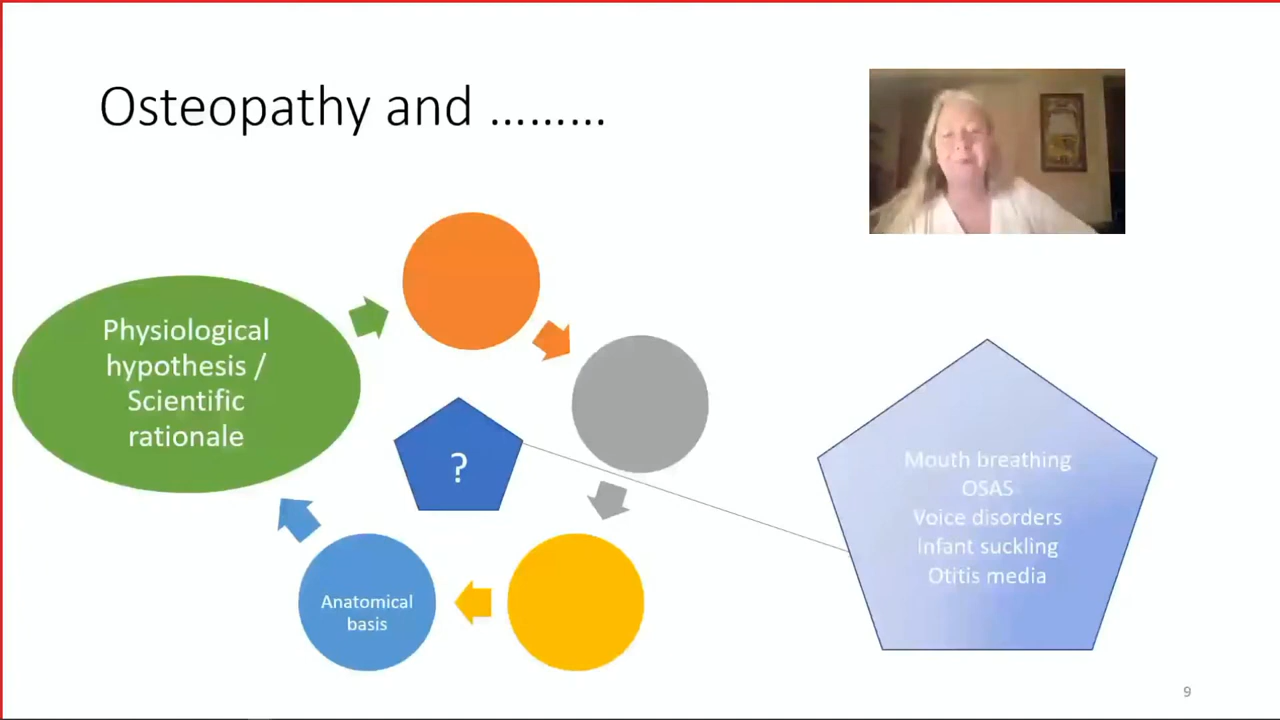 Osteopathy and .........
Physiological
hypothesis /
Scientific
rationale
?
Anatomical
basis
Mouth breathing
OSAS
Voice disorders
Infant suckling
Otitis media
9